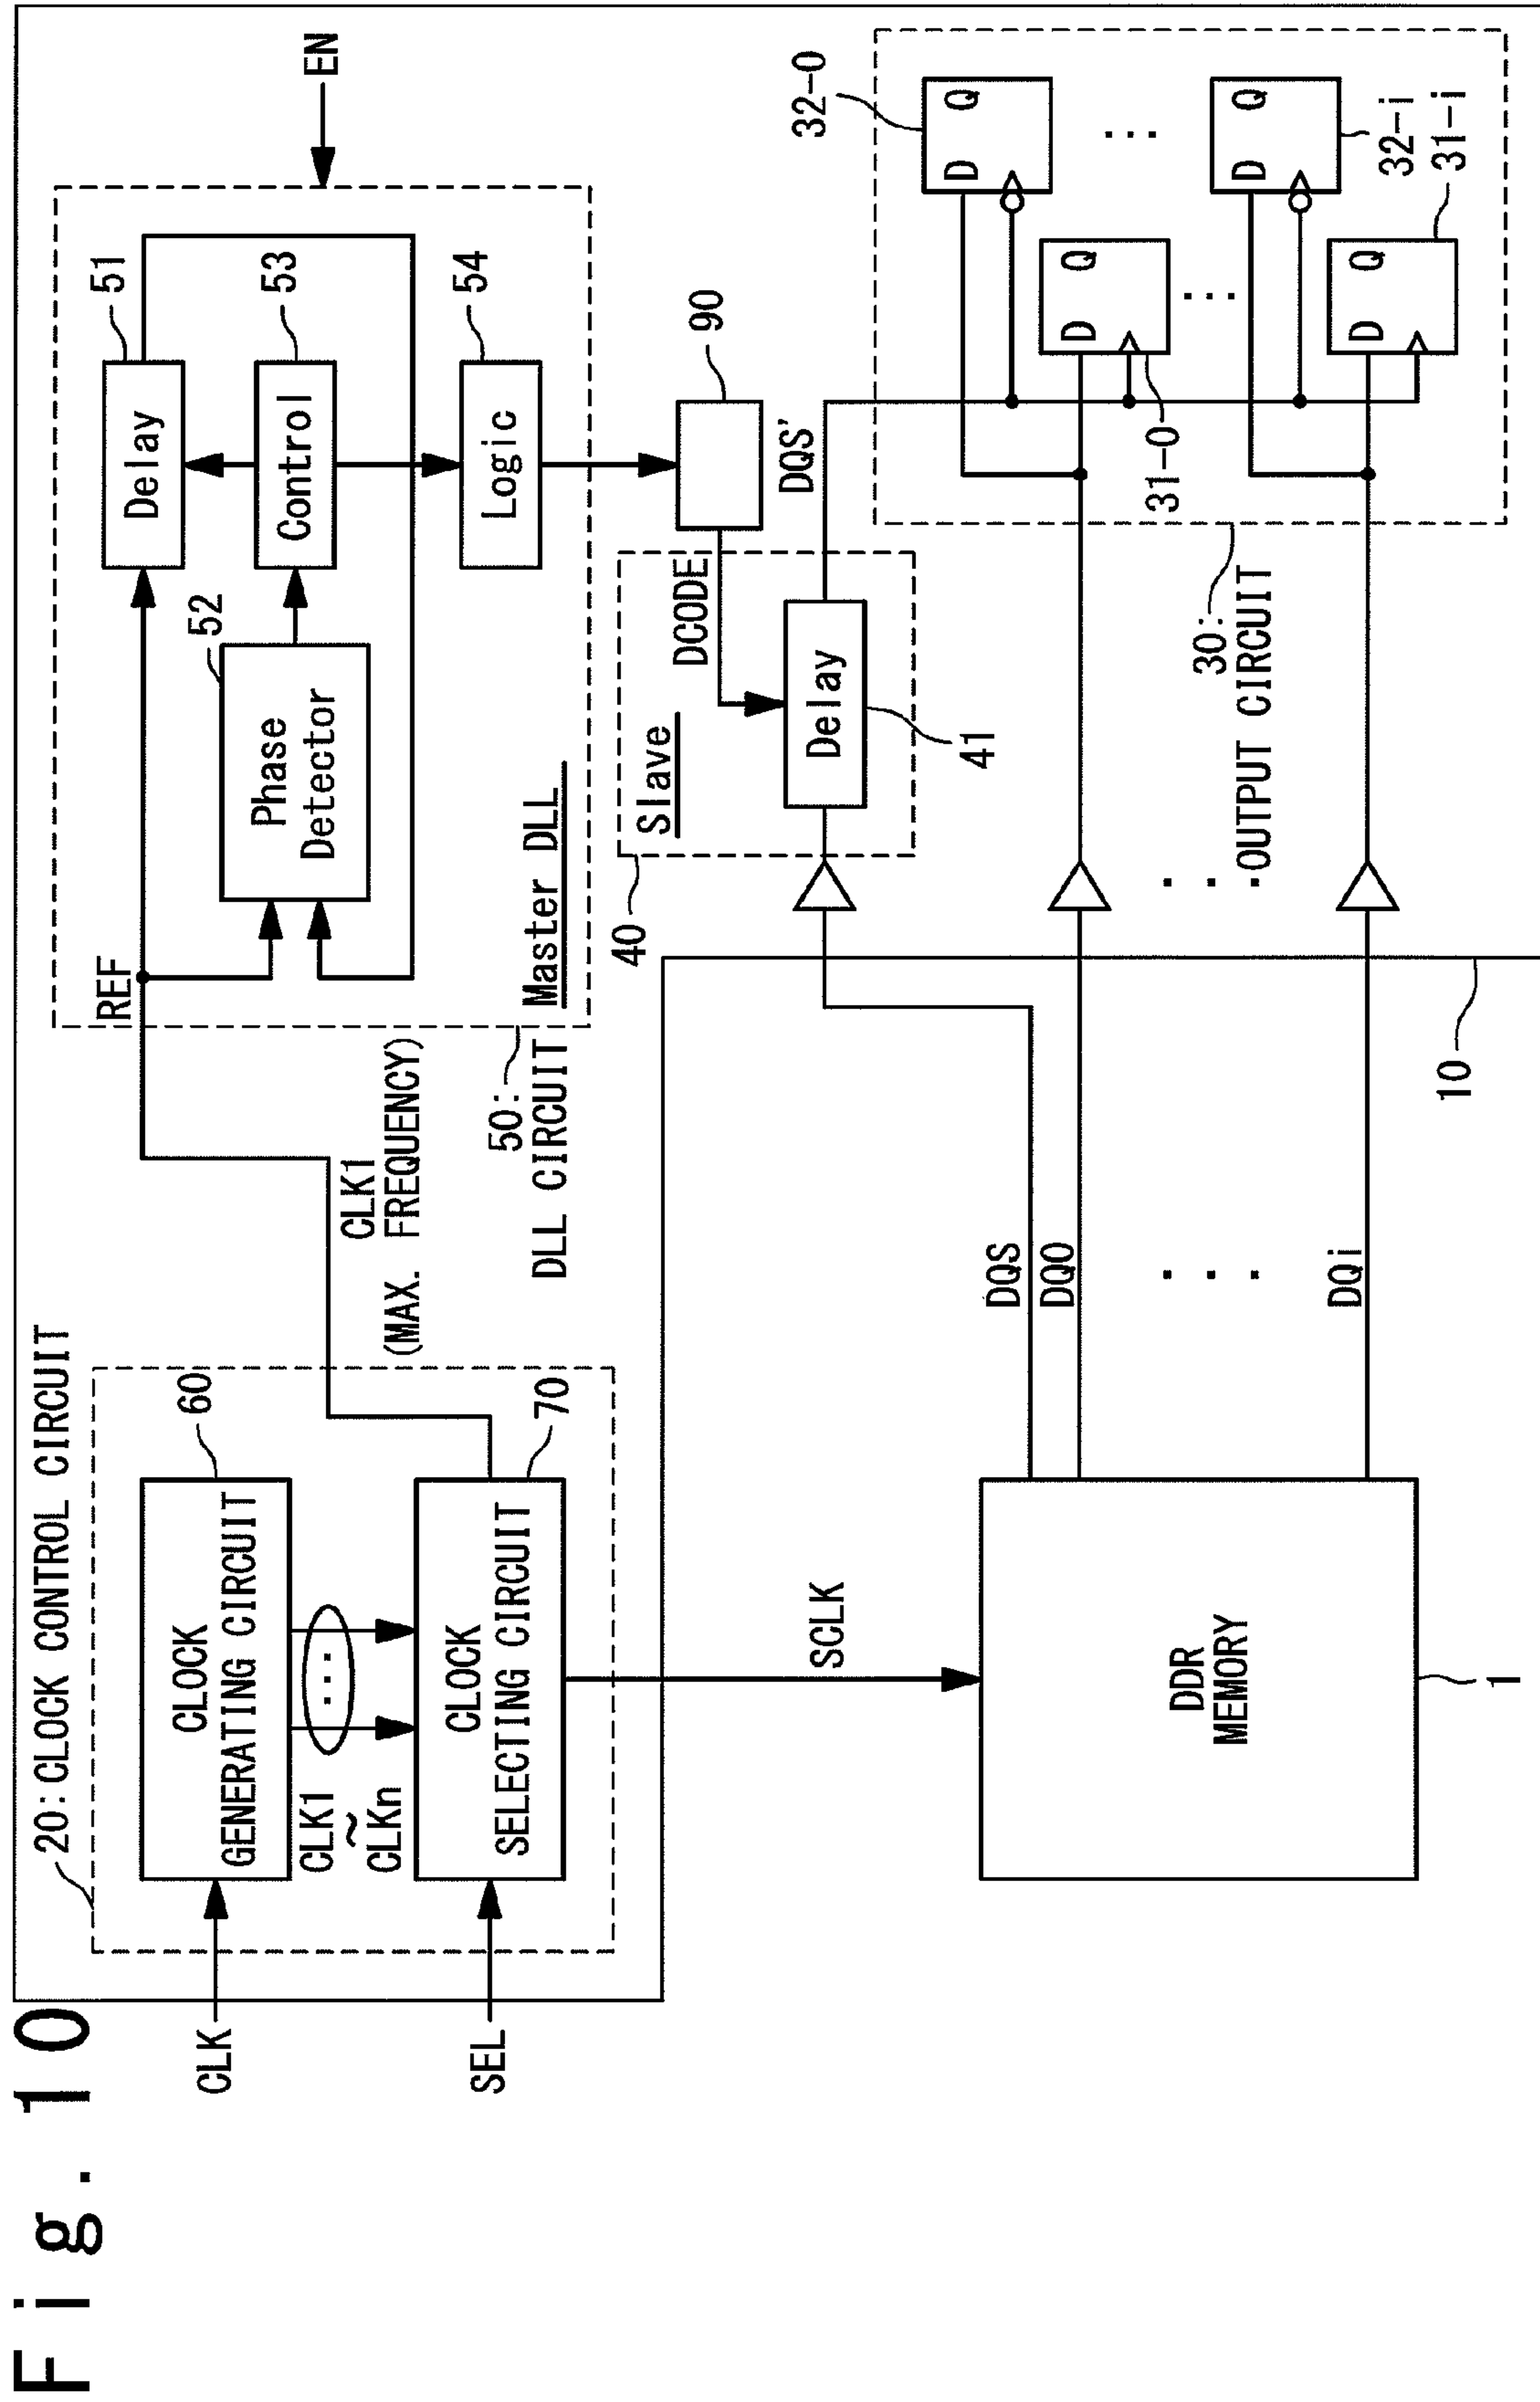 Fig. 10
20:CLOCK CONTROL CIRCUIT
CLK
CLOCK
GENERATING CIRCUIT
60
CLK1
~
CLKn
...
SEL
CLOCK
SELECTING CIRCUIT
70
CLK1
(MAX. FREQUENCY)
REF
EN
Delay
51
Phase
Detector
52
Control
53
Logic
54
Master DLL
50:
DLL CIRCUIT
90
DCODE
Slave
40
Delay
41
DQS'
SCLK
DDR
MEMORY
1
DQS
DQ0
...
DQi
10
...
30:
OUTPUT CIRCUIT
32-0
D Q
31-0
D Q
...
...
32-i
D Q
31-i
D Q